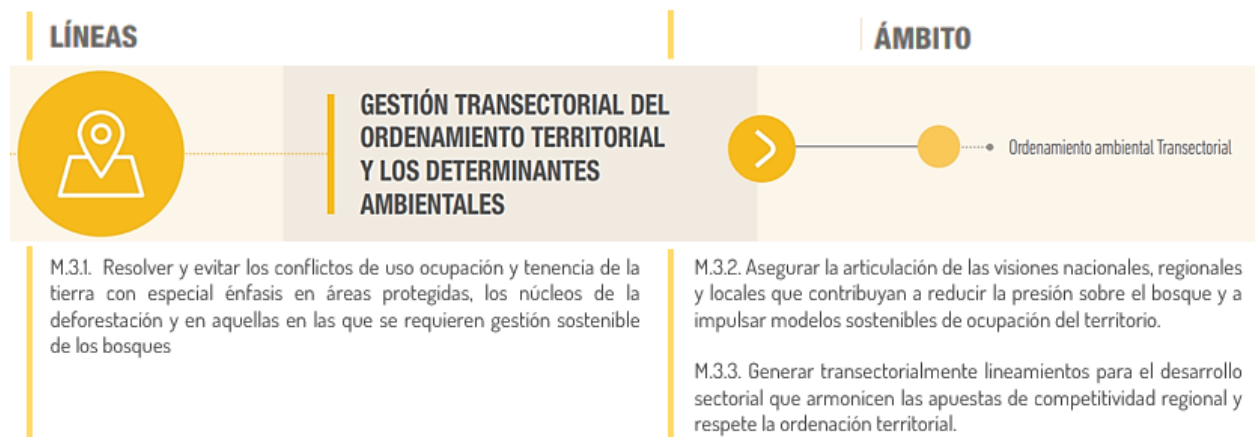 LÍNEAS
ÁMBITO
GESTIÓN TRANSECTORIAL DEL
ORDENAMIENTO TERRITORIAL
Y LOS DETERMINANTES
AMBIENTALES
Ordenamiento ambiental Transectorial
M.3.1. Resolver y evitar los conflictos de uso ocupación y tenencia de la
tierra con especial énfasis en áreas protegidas, los núcleos de la
deforestación y en aquellas en las que se requieren gestión sostenible
de los bosques
M.3.2. Asegurar la articulación de las visiones nacionales, regionales
y locales que contribuyan a reducir la presión sobre el bosque y a
impulsar modelos sostenibles de ocupación del territorio.
M.3.3. Generar transectorialmente lineamientos para el desarrollo
sectorial que armonicen las apuestas de competitividad regional y
respete la ordenación territorial.